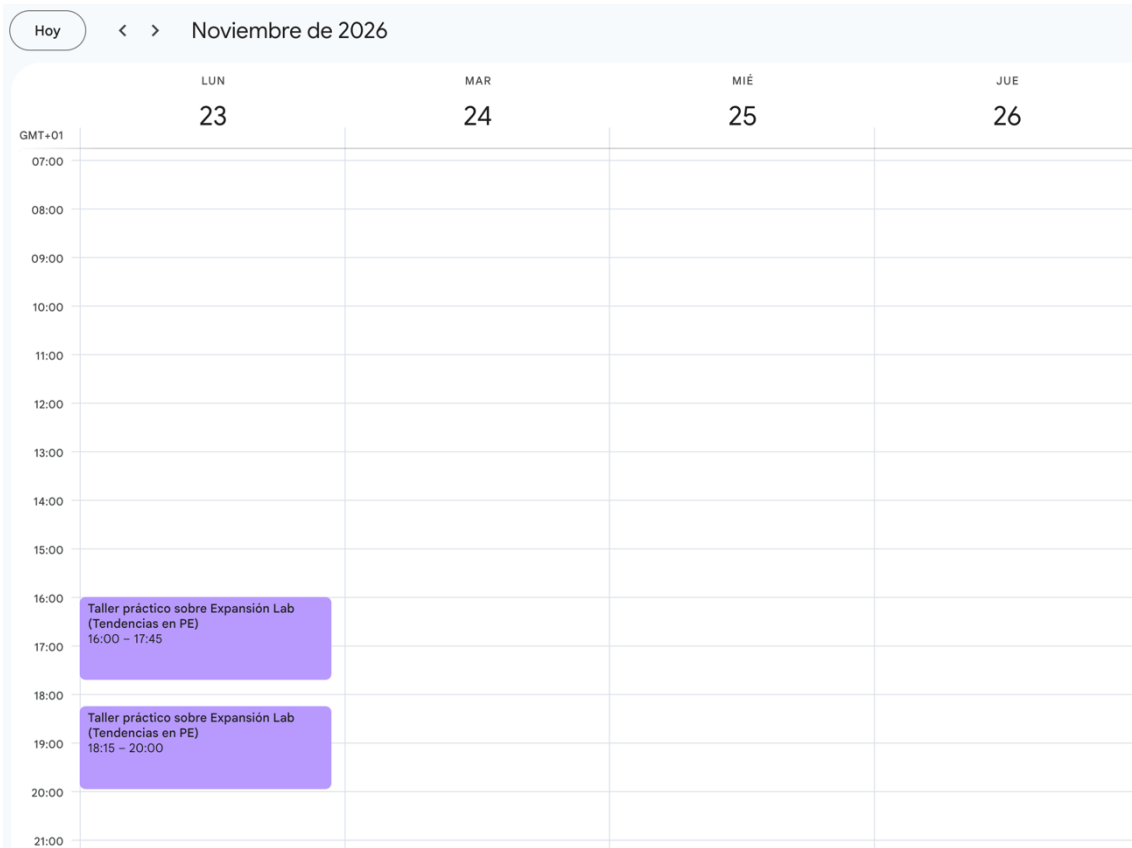 Hoy
Noviembre de 2026
LUN
MAR
MIÉ
JUE
23
24
25
26
GMT+01
07:00
08:00
09:00
10:00
11:00
12:00
13:00
14:00
15:00
16:00
Taller práctico sobre Expansión Lab
(Tendencias en PE)
16:00 – 17:45
17:00
18:00
Taller práctico sobre Expansión Lab
(Tendencias en PE)
18:15 – 20:00
19:00
20:00
21:00